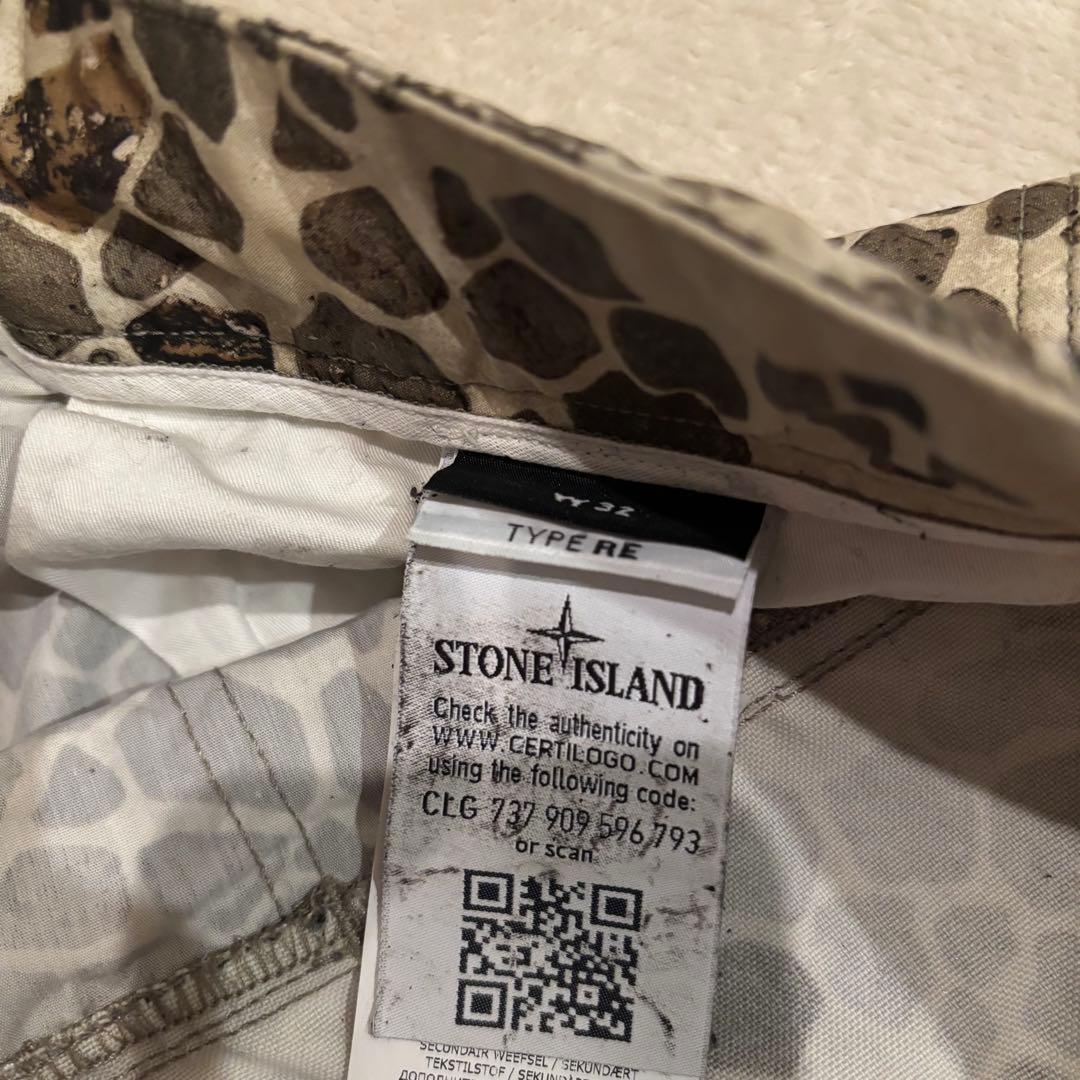 W 32
TYPE RE
STONE ISLAND
Check the authenticity on
WWW.CERTILOGO.COM
using the following code:
CLG 737 909 596 793
or scan
SECUNDAIR WEEFSEL / SEKUNDÆRT
TEKSTILSTOF / SEKUNDÄR